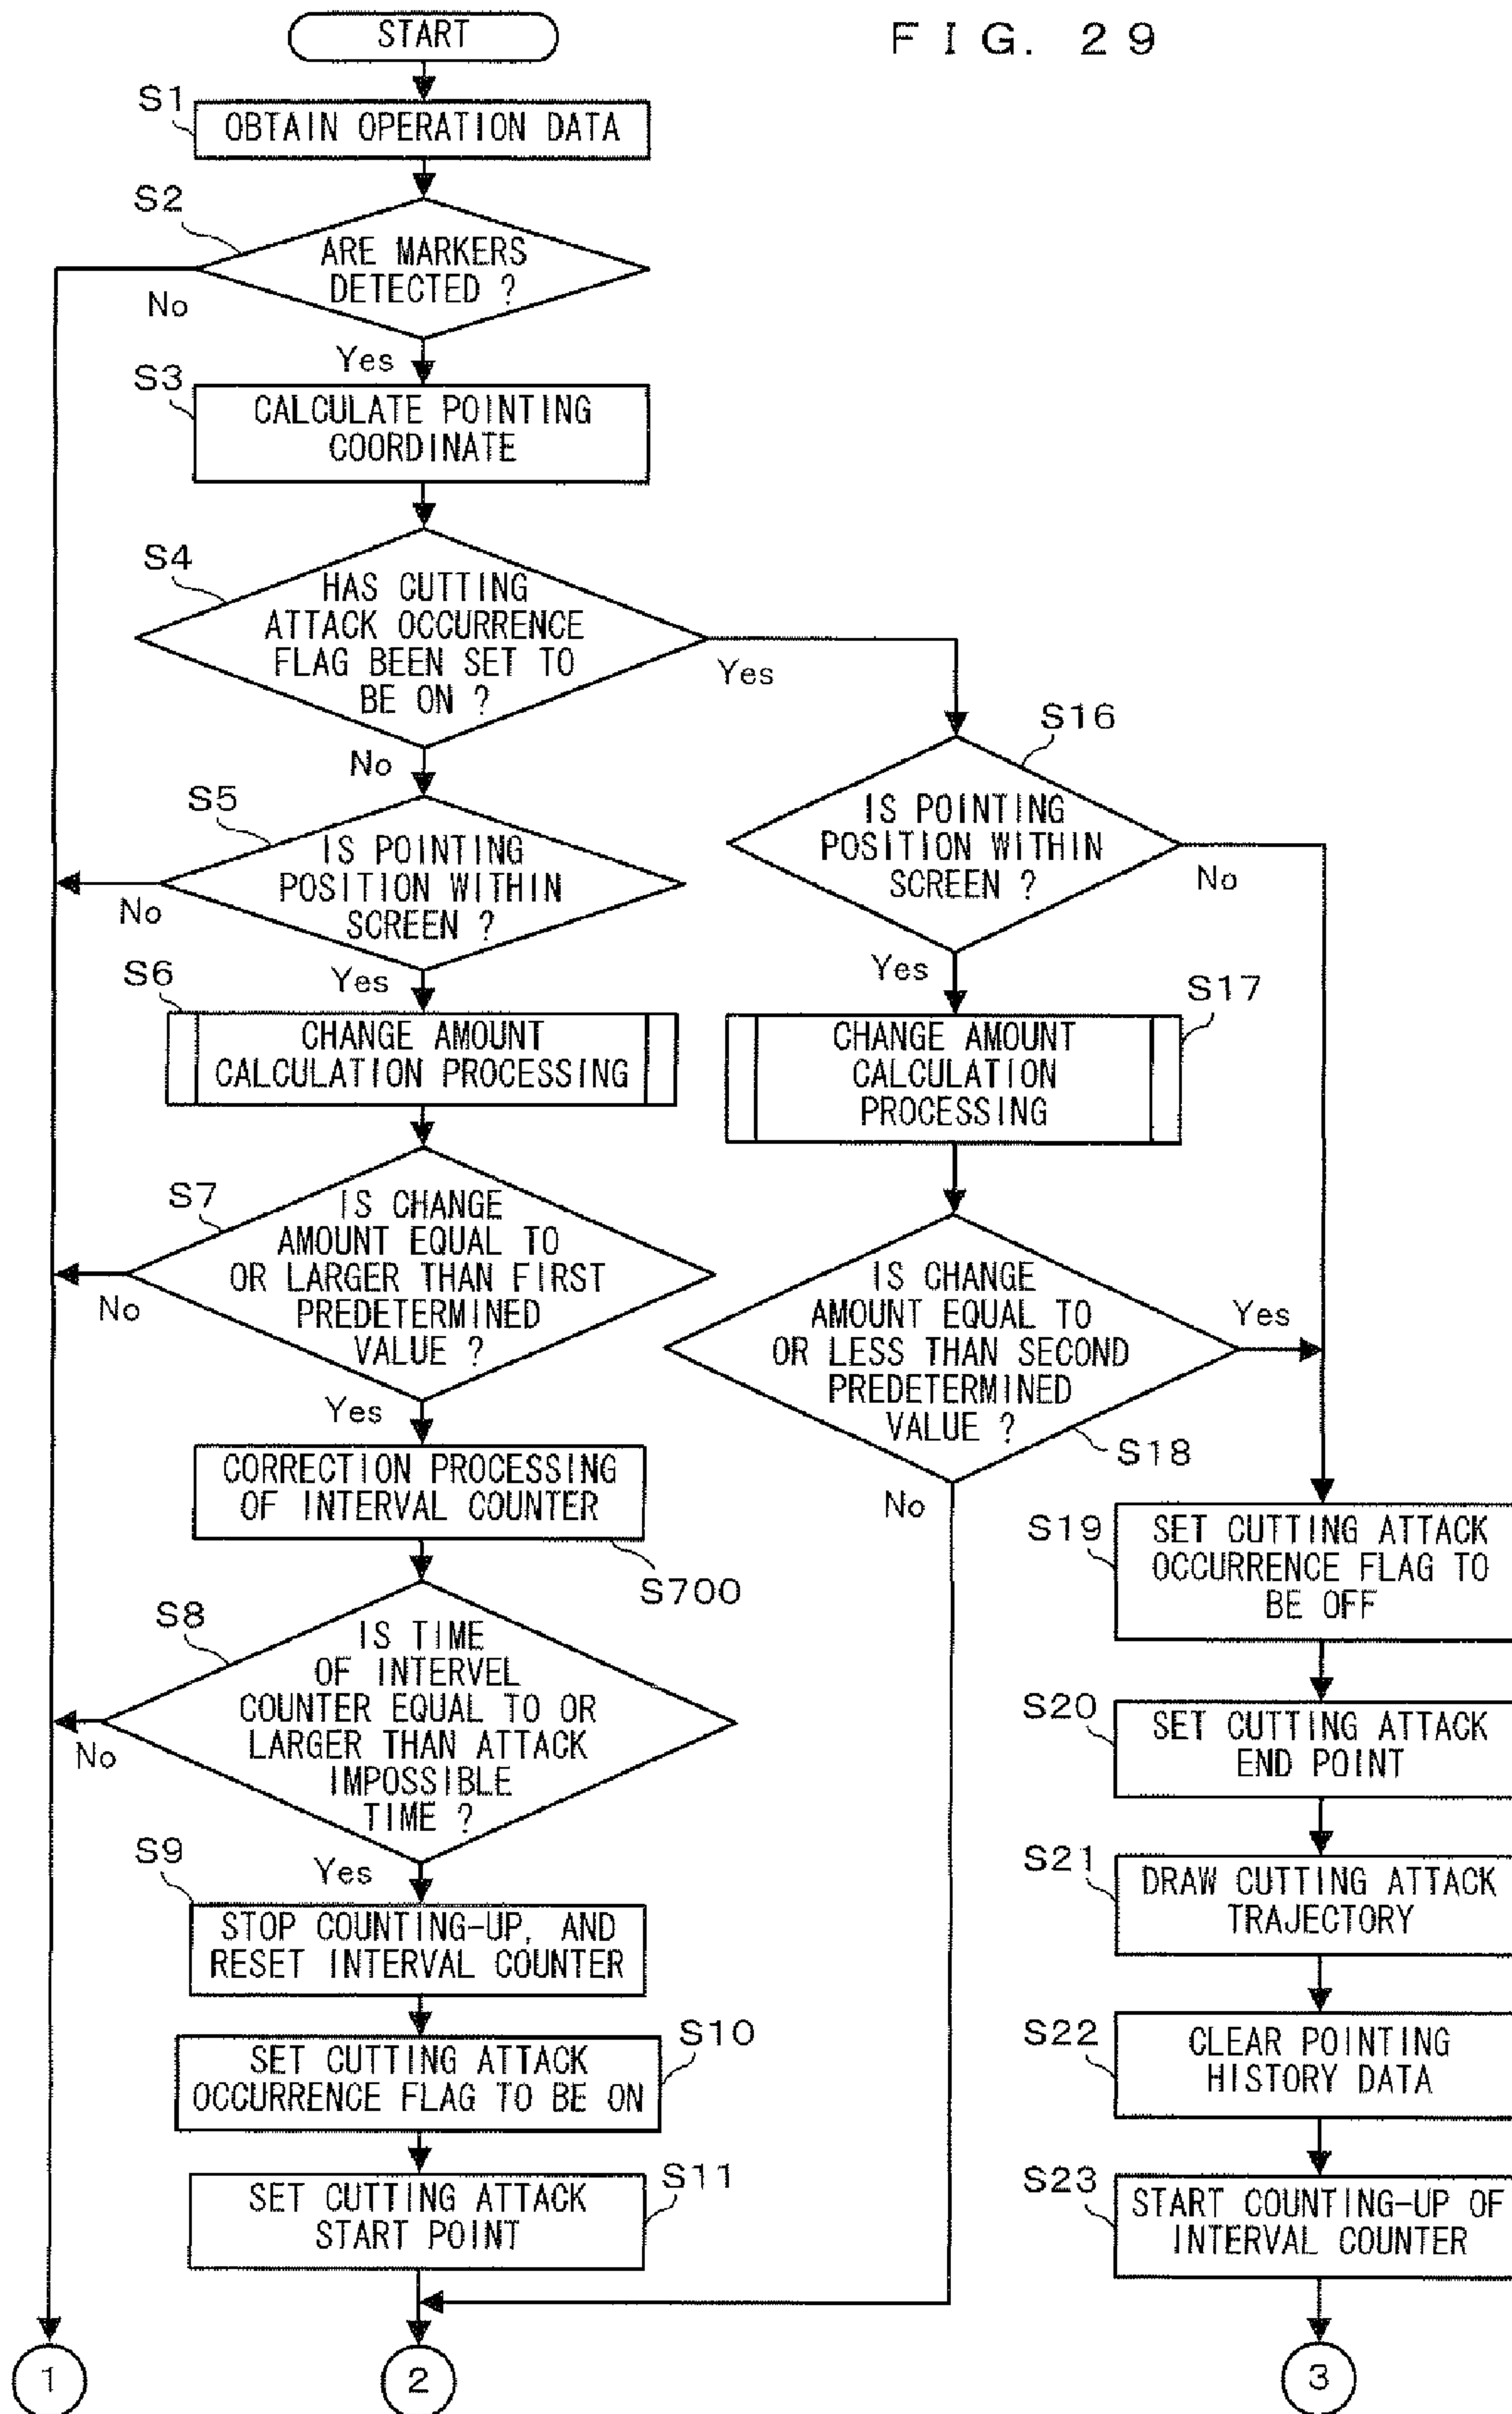 START
F I G. 2 9
S1
OBTAIN OPERATION DATA
S2
ARE MARKERS
DETECTED ?
No
Yes
S3
CALCULATE POINTING
COORDINATE
S4
HAS CUTTING
ATTACK OCCURRENCE
FLAG BEEN SET TO
BE ON ?
Yes
No
S5
IS POINTING
POSITION WITHIN
SCREEN ?
No
Yes
S6
CHANGE AMOUNT
CALCULATION PROCESSING
S7
IS CHANGE
AMOUNT EQUAL TO
OR LARGER THAN FIRST
PREDETERMINED
VALUE ?
No
Yes
CORRECTION PROCESSING
OF INTERVAL COUNTER
S700
S8
IS TIME
OF INTERVEL
COUNTER EQUAL TO OR
LARGER THAN ATTACK
IMPOSSIBLE
TIME ?
No
Yes
S9
STOP COUNTING-UP, AND
RESET INTERVAL COUNTER
S10
SET CUTTING ATTACK
OCCURRENCE FLAG TO BE ON
S11
SET CUTTING ATTACK
START POINT
S16
IS POINTING
POSITION WITHIN
SCREEN ?
No
Yes
S17
CHANGE AMOUNT
CALCULATION
PROCESSING
IS CHANGE
AMOUNT EQUAL TO
OR LESS THAN SECOND
PREDETERMINED
VALUE ?
Yes
S18
No
S19
SET CUTTING ATTACK
OCCURRENCE FLAG TO
BE OFF
S20
SET CUTTING ATTACK
END POINT
S21
DRAW CUTTING ATTACK
TRAJECTORY
S22
CLEAR POINTING
HISTORY DATA
S23
START COUNTING-UP OF
INTERVAL COUNTER
1
2
3